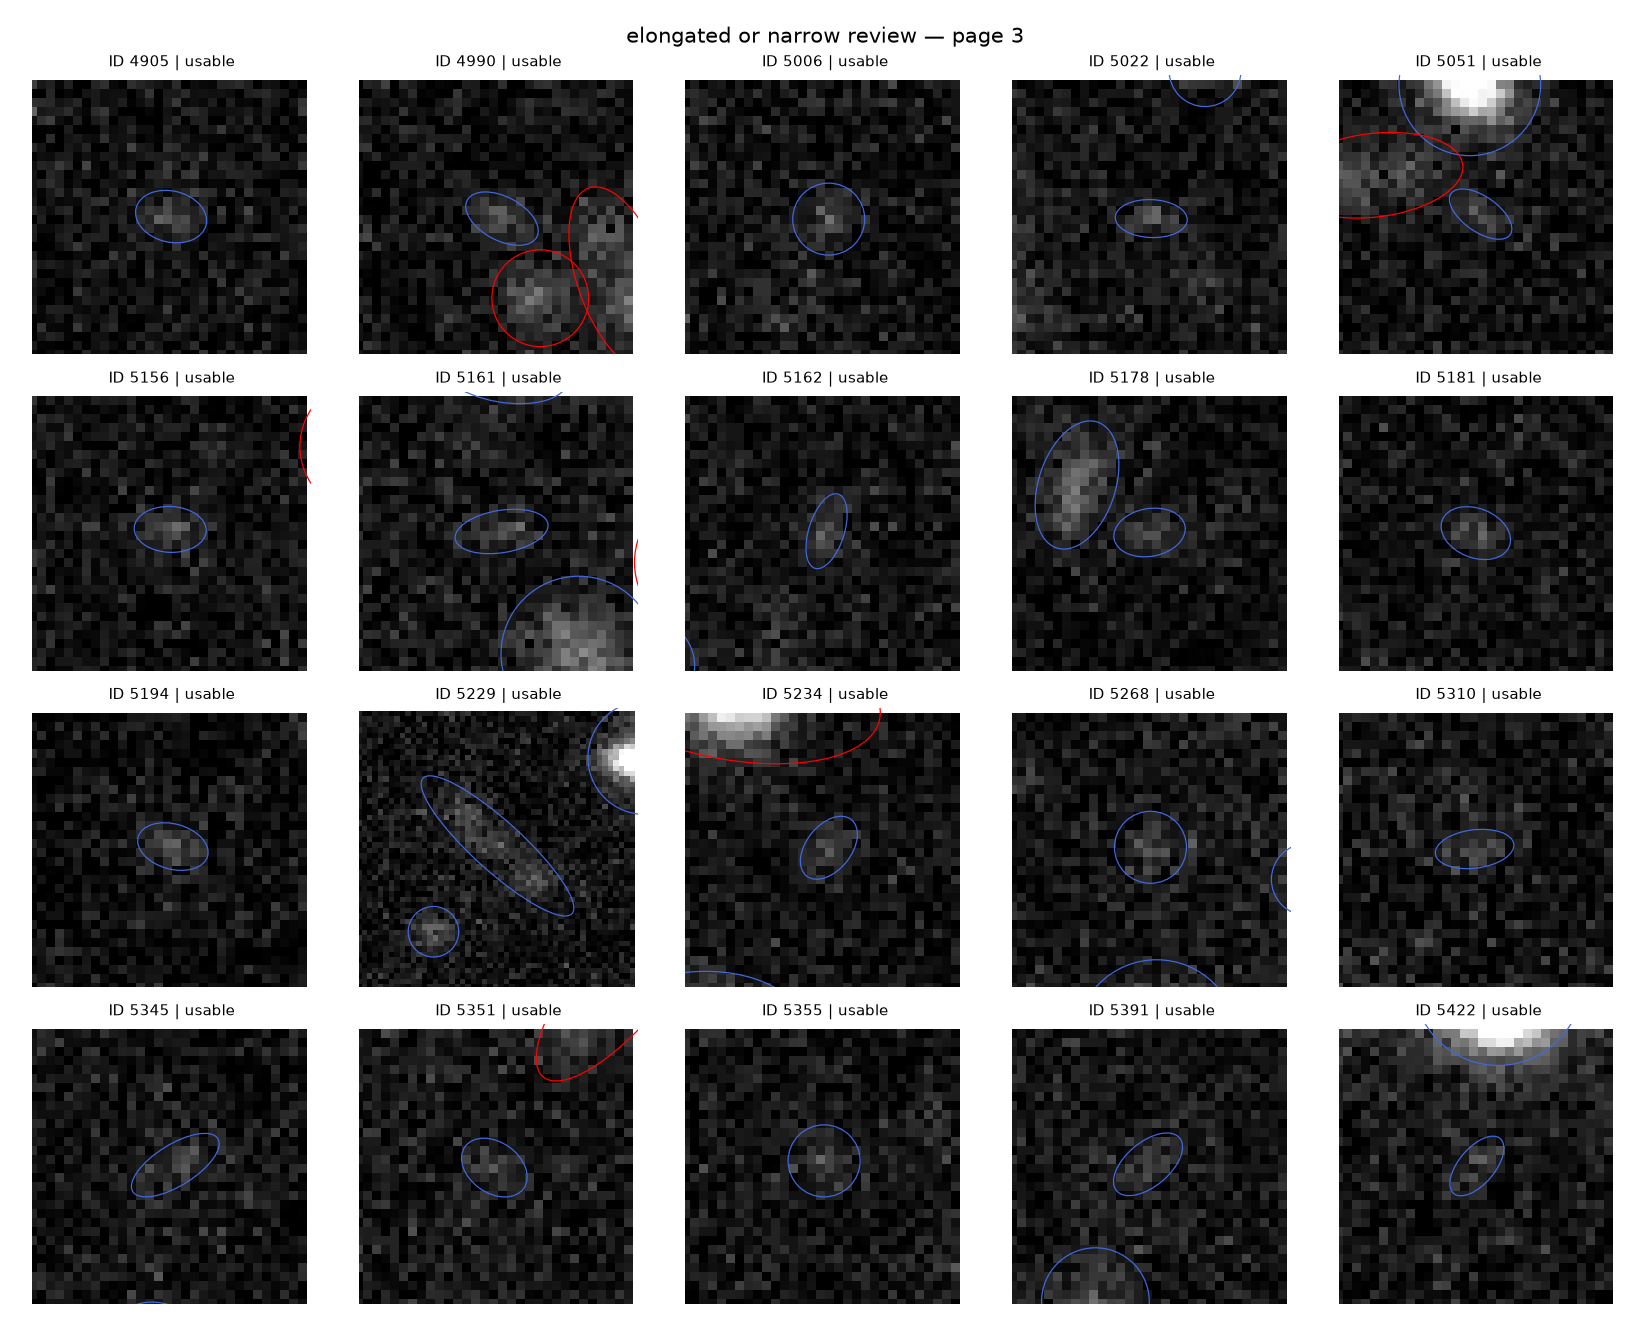 elongated or narrow review — page 3
ID 4905 | usable
ID 4990 | usable
ID 5006 | usable
ID 5022 | usable
ID 5051 | usable
ID 5156 | usable
ID 5161 | usable
ID 5162 | usable
ID 5178 | usable
ID 5181 | usable
ID 5194 | usable
ID 5229 | usable
ID 5234 | usable
ID 5268 | usable
ID 5310 | usable
ID 5345 | usable
ID 5351 | usable
ID 5355 | usable
ID 5391 | usable
ID 5422 | usable